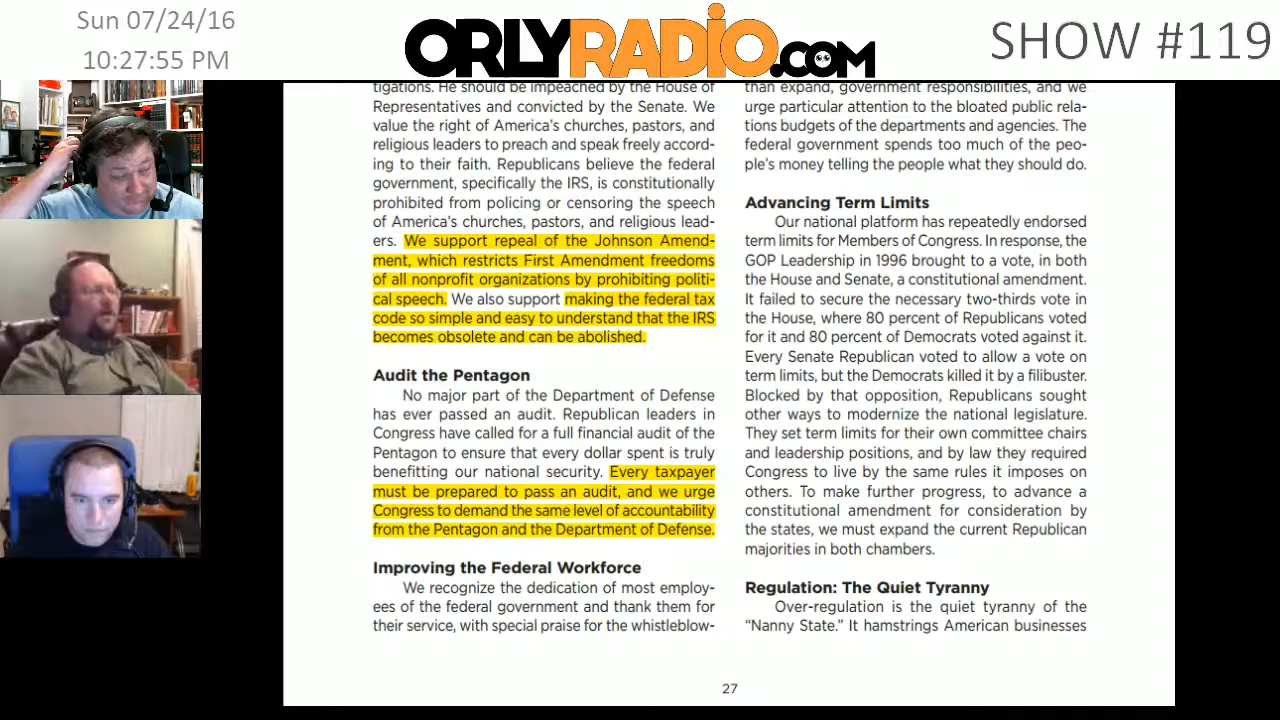 Sun 07/24/16
10:27:55 PM
ORLYRADiO.COM
SHOW #119
tigations. He should be impeached by the House of
Representatives and convicted by the Senate. We
value the right of America's churches, pastors, and
religious leaders to preach and speak freely accord-
ing to their faith. Republicans believe the federal
government, specifically the IRS, is constitutionally
prohibited from policing or censoring the speech
of America's churches, pastors, and religious lead-
ers. We support repeal of the Johnson Amend-
ment, which restricts First Amendment freedoms
of all nonprofit organizations by prohibiting politi-
cal speech. We also support making the federal tax
code so simple and easy to understand that the IRS
becomes obsolete and can be abolished.
Audit the Pentagon
No major part of the Department of Defense
has ever passed an audit. Republican leaders in
Congress have called for a full financial audit of the
Pentagon to ensure that every dollar spent is truly
benefitting our national security. Every taxpayer
must be prepared to pass an audit, and we urge
Congress to demand the same level of accountability
from the Pentagon and the Department of Defense.
Improving the Federal Workforce
We recognize the dedication of most employ-
ees of the federal government and thank them for
their service, with special praise for the whistleblow-
than expand, government responsibilities, and we
urge particular attention to the bloated public rela-
tions budgets of the departments and agencies. The
federal government spends too much of the peo-
ple's money telling the people what they should do.
Advancing Term Limits
Our national platform has repeatedly endorsed
term limits for Members of Congress. In response, the
GOP Leadership in 1996 brought to a vote, in both
the House and Senate, a constitutional amendment.
It failed to secure the necessary two-thirds vote in
the House, where 80 percent of Republicans voted
for it and 80 percent of Democrats voted against it.
Every Senate Republican voted to allow a vote on
term limits, but the Democrats killed it by a filibuster.
Blocked by that opposition, Republicans sought
other ways to modernize the national legislature.
They set term limits for their own committee chairs
and leadership positions, and by law they required
Congress to live by the same rules it imposes on
others. To make further progress, to advance a
constitutional amendment for consideration by
the states, we must expand the current Republican
majorities in both chambers.
Regulation: The Quiet Tyranny
Over-regulation is the quiet tyranny of the
“Nanny State.” It hamstrings American businesses
27